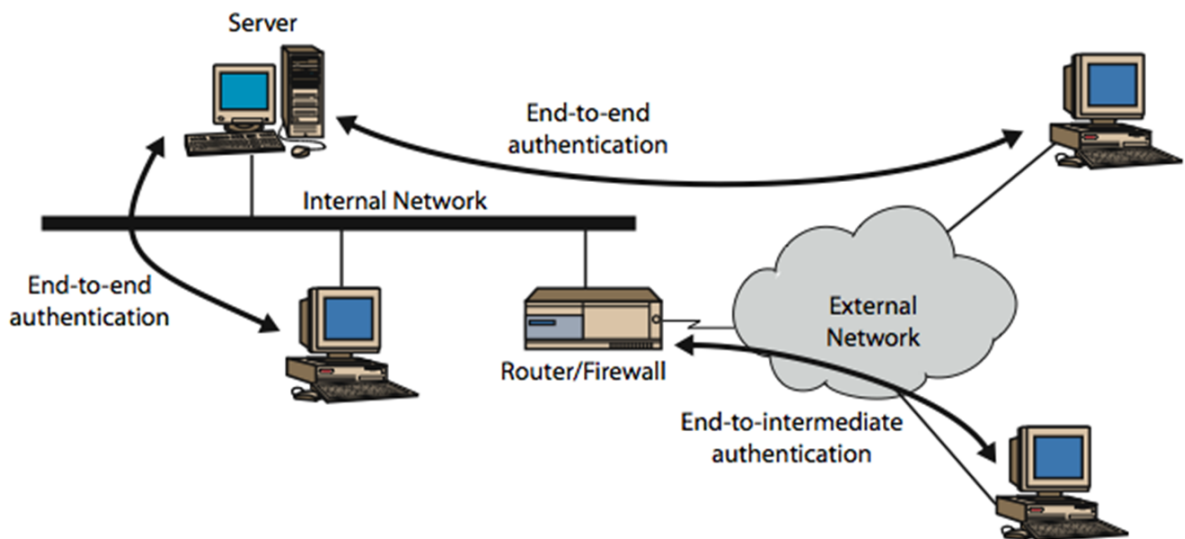 Server
End-to-end
authentication
Internal Network
End-to-end
authentication
External
Network
Router/Firewall
End-to-intermediate
authentication